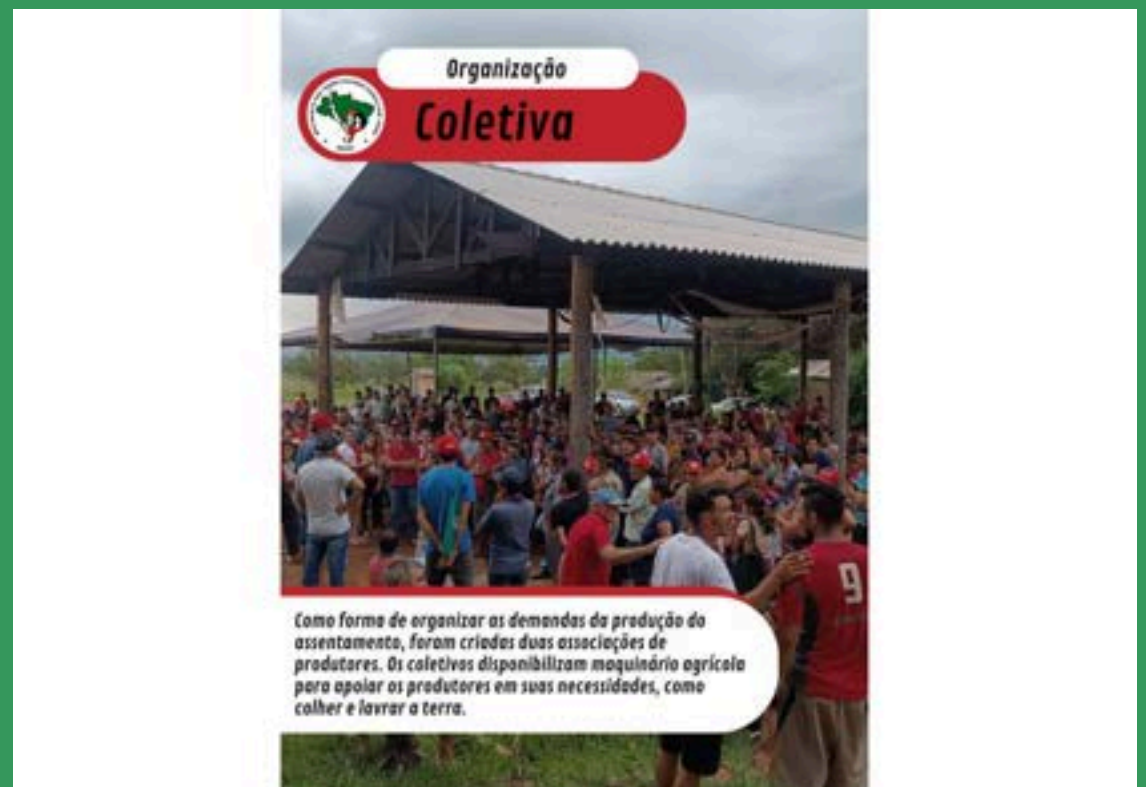 Organização
Coletiva
Como forma de organizar as demandas da produção do
assentamento, foram criadas duas associações de
produtores. Os coletivos disponibilizam maquinário agrícola
para apoiar os produtores em suas necessidades, como
colher e lavrar a terra.
9